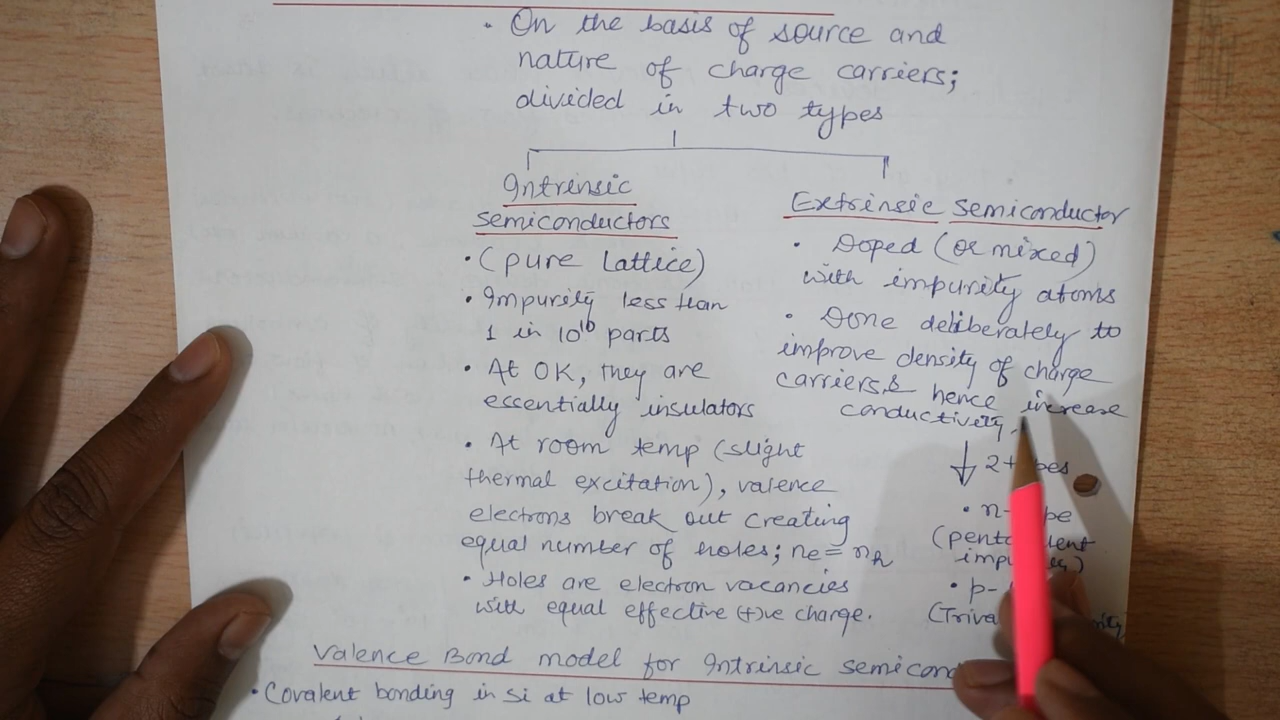 • On the basis of source and
nature of charge carriers;
divided in two types
Intrinsic
semiconductors
• (pure Lattice)
• Impurity less than
1 in 10¹⁰ parts
• At 0K, they are
essentially insulators
• At room temp (slight
thermal excitation), valence
electrons break out creating
equal number of holes; ne = nh
• Holes are electron vacancies
with equal effective (+)ve charge.
Extrinsic semiconductor
• Doped (or mixed)
with impurity atoms
• Done deliberately to
improve density of charge
carriers, & hence increase
conductivity.
↓
• n-
(
• p-
(
Valence Bond model for Intrinsic
• Covalent bonding in Si at low temp